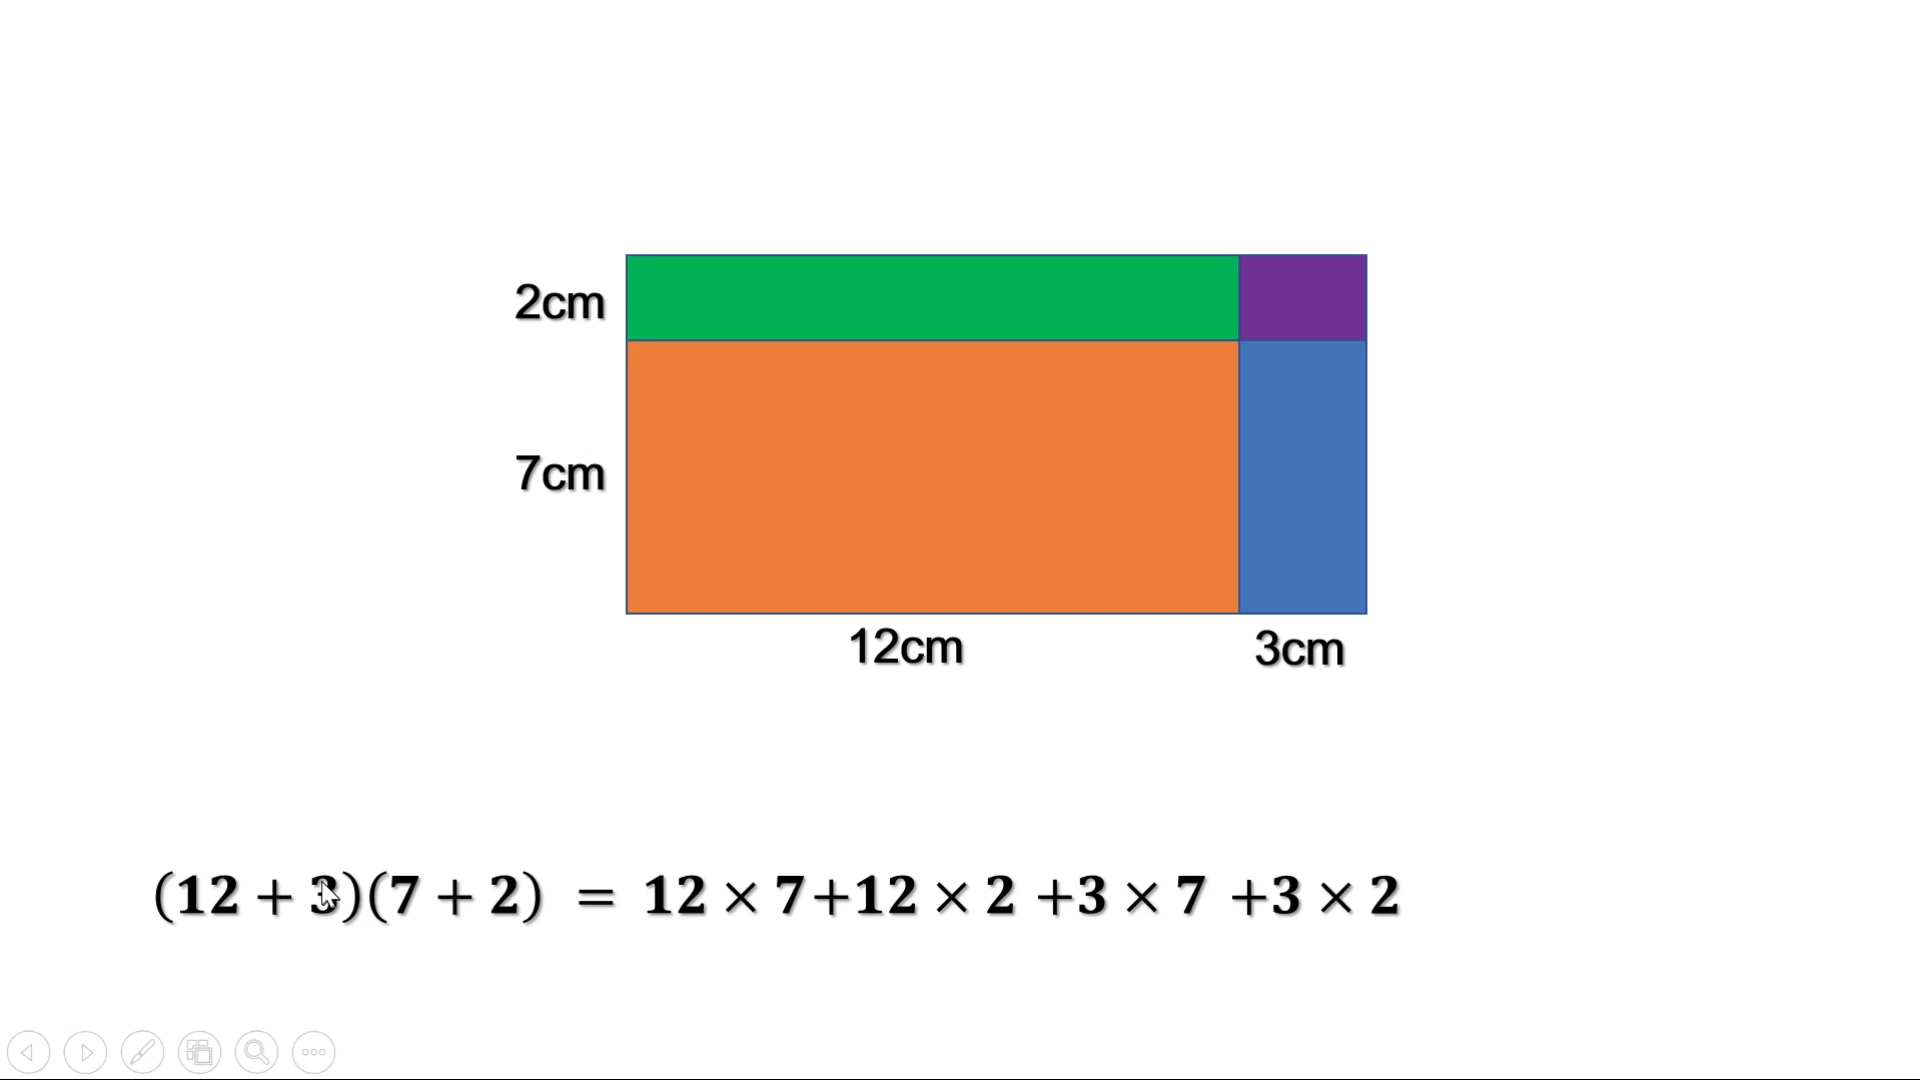 2cm
7cm
12cm
3cm
(12 + 3)(7 + 2) = 12 × 7+12 × 2 +3 × 7 +3 × 2